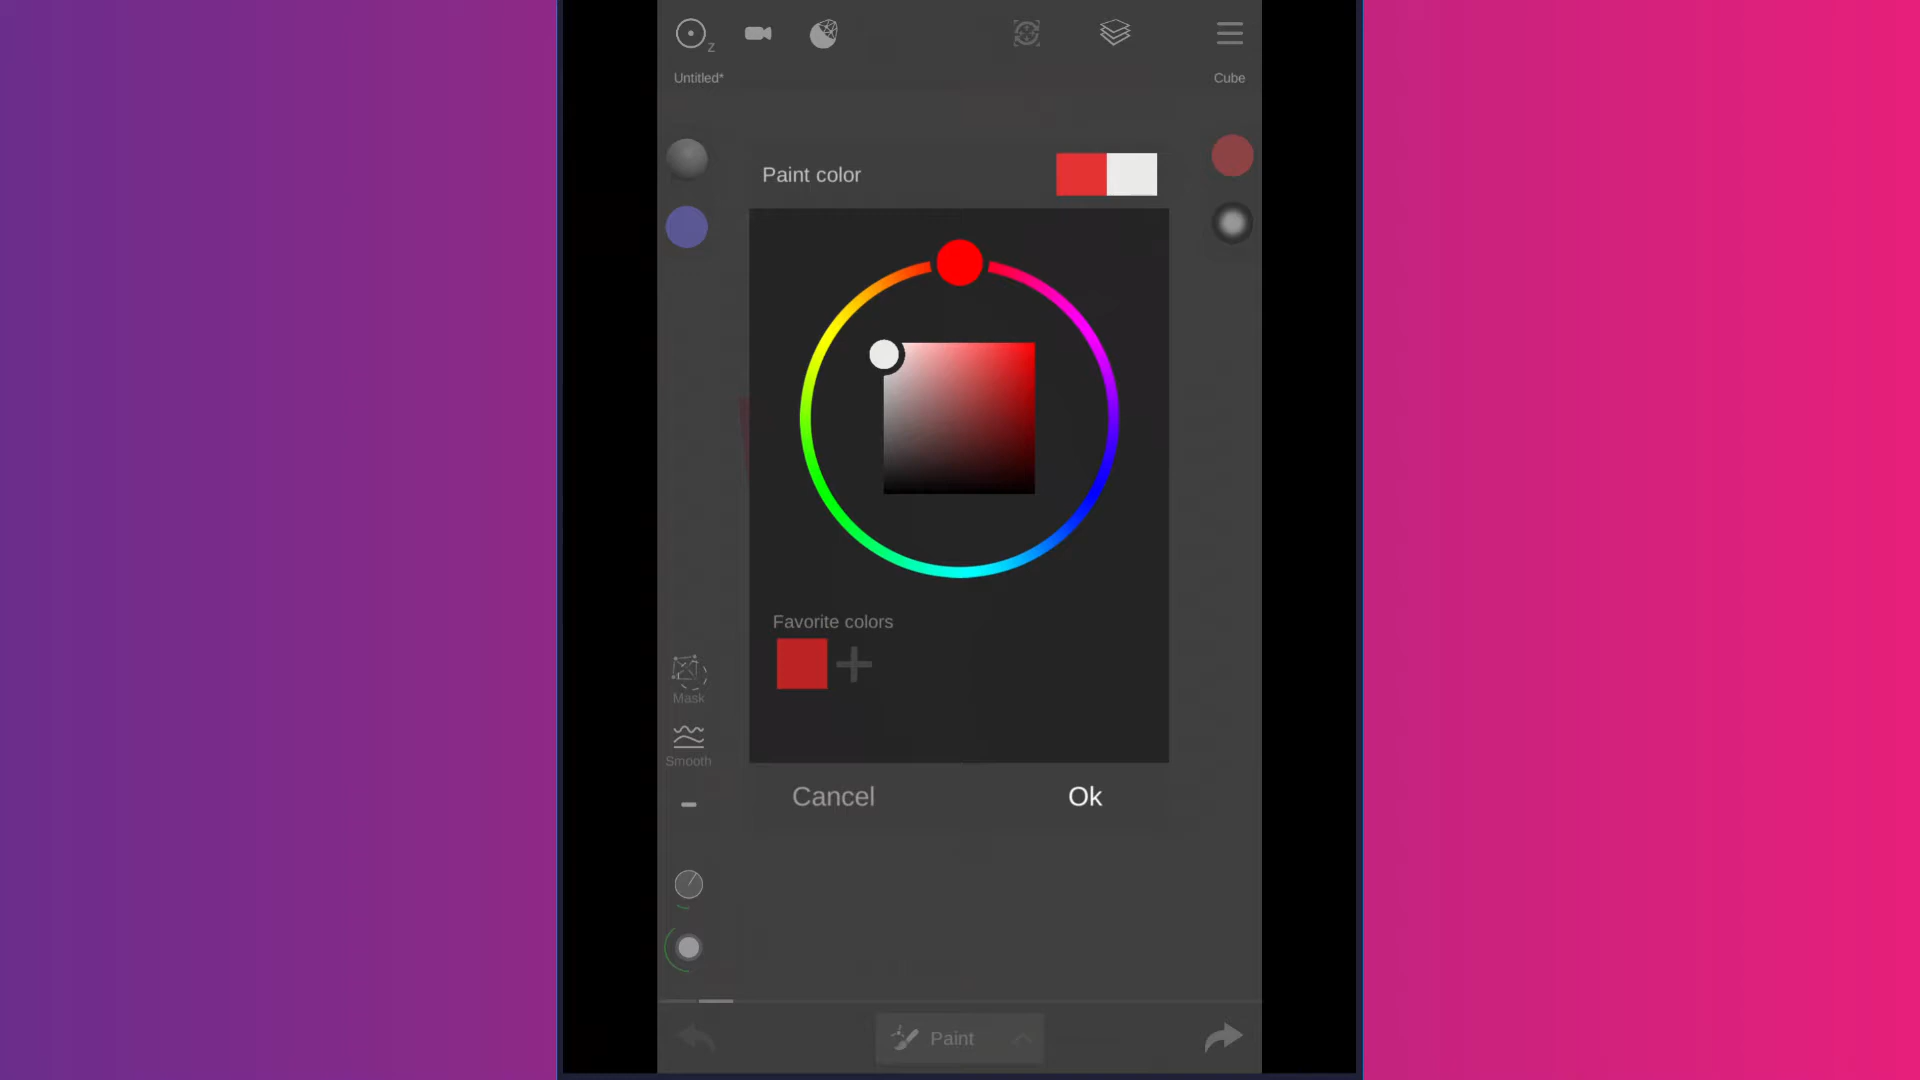 Z
Untitled*
Cube
Paint color
Favorite colors
Mask
Smooth
Cancel
Ok
Paint